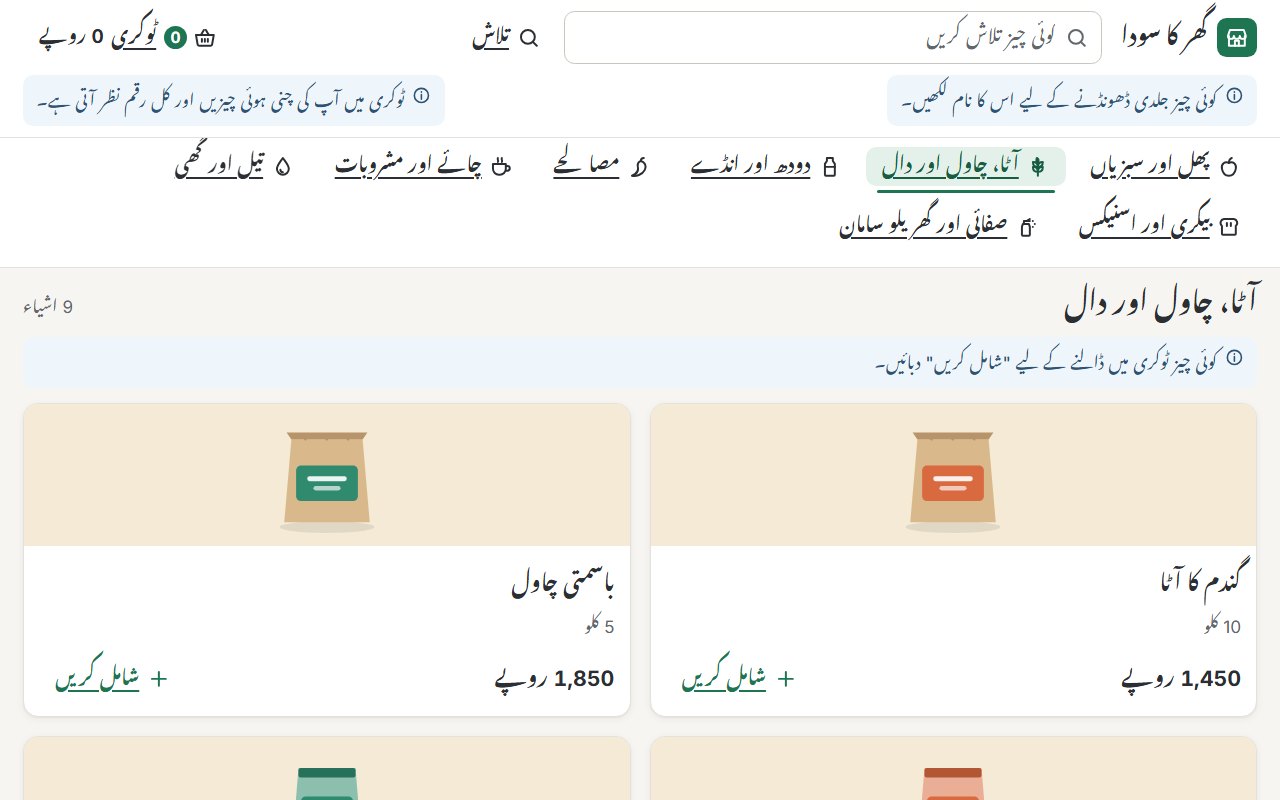 گھر کا سودا
کوئی چیز تلاش کریں
تلاش
0 ٹوکری 0 روپے
کوئی چیز جلدی ڈھونڈنے کے لیے اس کا نام لکھیں۔
ٹوکری میں آپ کی چنی ہوئی چیزیں اور کل رقم نظر آتی ہے۔
پھل اور سبزیاں
آٹا، چاول اور دال
دودھ اور انڈے
مصالحے
چائے اور مشروبات
تیل اور گھی
بیکری اور اسنیکس
صفائی اور گھریلو سامان
آٹا، چاول اور دال
9 اشیاء
کوئی چیز ٹوکری میں ڈالنے کے لیے "شامل کریں" دبائیں۔
گندم کا آٹا
10 کلو
1,450 روپے
شامل کریں
باسمتی چاول
5 کلو
1,850 روپے
شامل کریں